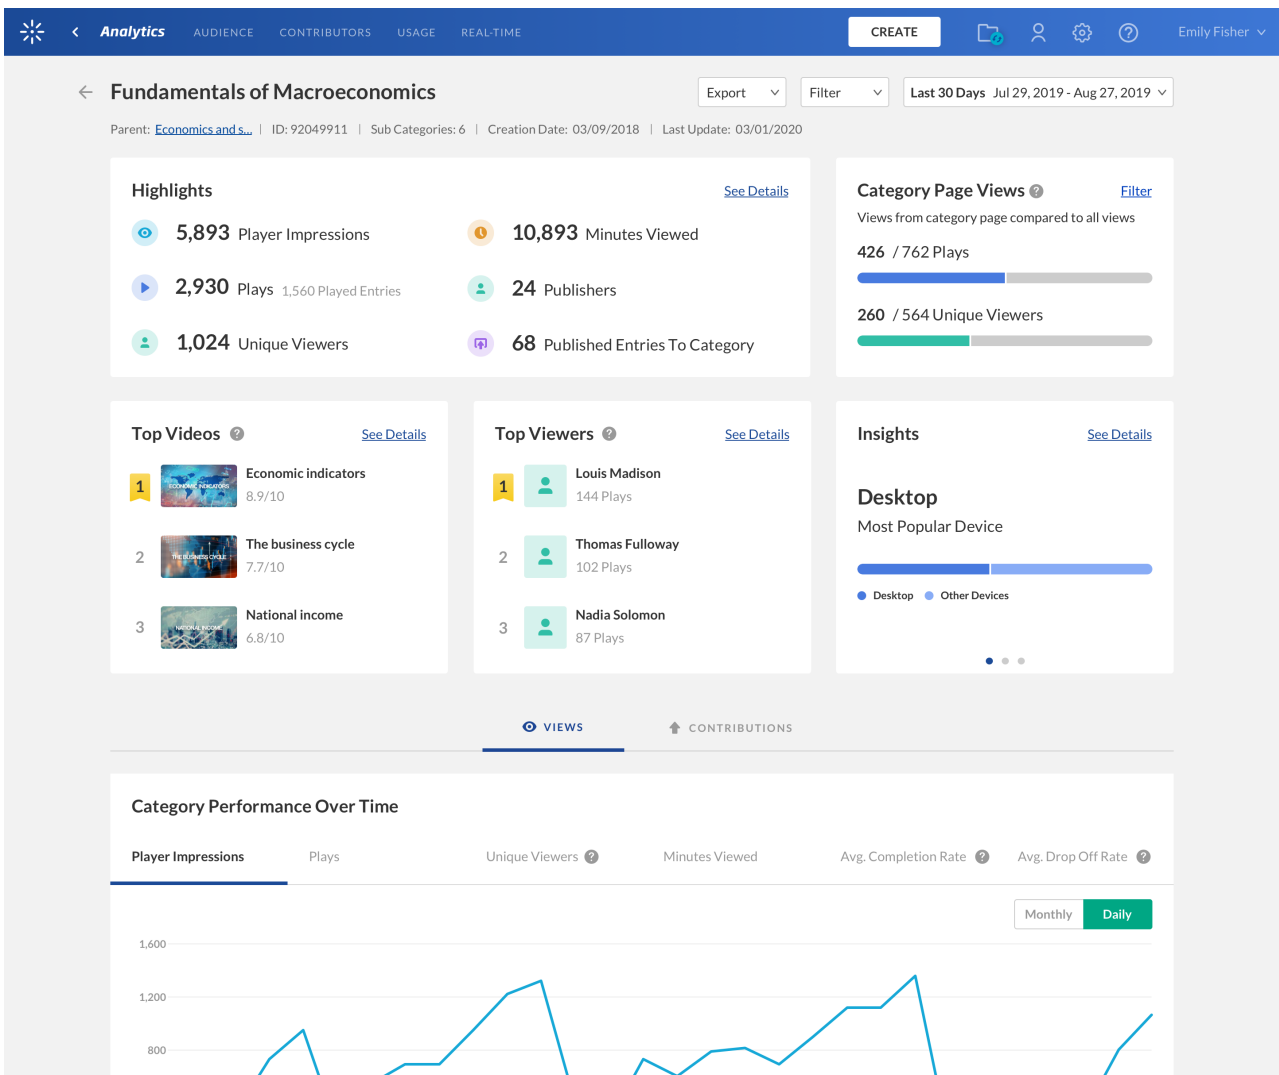 Analytics AUDIENCE CONTRIBUTORS USAGE REAL-TIME CREATE Emily Fisher
Fundamentals of Macroeconomics Export Filter Last 30 Days Jul 29, 2019 - Aug 27, 2019
Parent: Economics and s... | ID: 92049911 | Sub Categories: 6 | Creation Date: 03/09/2018 | Last Update: 03/01/2020
Highlights See Details
5,893 Player Impressions
10,893 Minutes Viewed
2,930 Plays 1,560 Played Entries
24 Publishers
1,024 Unique Viewers
68 Published Entries To Category
Category Page Views Filter
Views from category page compared to all views
426 / 762 Plays
260 / 564 Unique Viewers
Top Videos See Details
1
ECONOMIC INDICATORS
Economic indicators
8.9/10
2
THE BUSINESS CYCLE
The business cycle
7.7/10
3
NATIONAL INCOME
National income
6.8/10
Top Viewers See Details
1
Louis Madison
144 Plays
2
Thomas Fulloway
102 Plays
3
Nadia Solomon
87 Plays
Insights See Details
Desktop
Most Popular Device
Desktop Other Devices
VIEWS CONTRIBUTIONS
Category Performance Over Time
Player Impressions Plays Unique Viewers Minutes Viewed Avg. Completion Rate Avg. Drop Off Rate
Monthly Daily
1,600
1,200
800